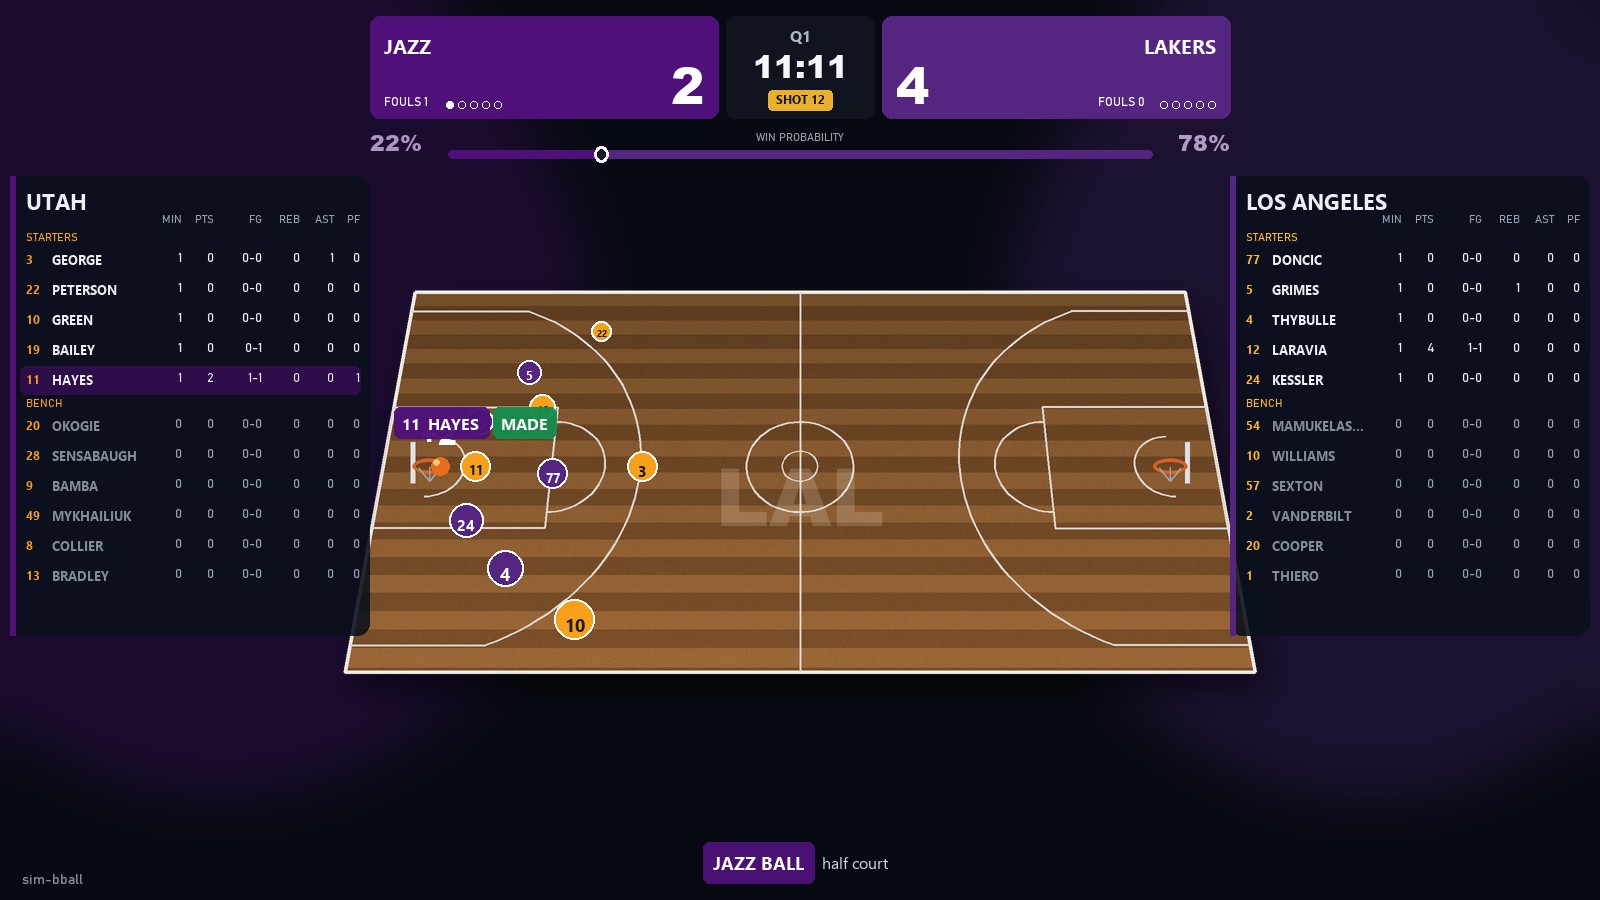 JAZZ
2
FOULS 1
Q1
11:11
SHOT 12
LAKERS
4
FOULS 0
22%
WIN PROBABILITY
78%
UTAH
MIN PTS FG REB AST PF
STARTERS
3 GEORGE 1 0 0-0 0 1 0
22 PETERSON 1 0 0-0 0 0 0
10 GREEN 1 0 0-0 0 0 0
19 BAILEY 1 0 0-1 0 0 0
11 HAYES 1 2 1-1 0 0 1
BENCH
20 OKOGIE 0 0 0-0 0 0 0
28 SENSABAUGH 0 0 0-0 0 0 0
9 BAMBA 0 0 0-0 0 0 0
49 MYKHAILIUK 0 0 0-0 0 0 0
8 COLLIER 0 0 0-0 0 0 0
13 BRADLEY 0 0 0-0 0 0 0
LOS ANGELES
MIN PTS FG REB AST PF
STARTERS
77 DONCIC 1 0 0-0 0 0 0
5 GRIMES 1 0 0-0 1 0 0
4 THYBULLE 1 0 0-0 0 0 0
12 LARAVIA 1 4 1-1 0 0 0
24 KESSLER 1 0 0-0 0 0 0
BENCH
54 MAMUKELAS... 0 0 0-0 0 0 0
10 WILLIAMS 0 0 0-0 0 0 0
57 SEXTON 0 0 0-0 0 0 0
2 VANDERBILT 0 0 0-0 0 0 0
20 COOPER 0 0 0-0 0 0 0
1 THIERO 0 0 0-0 0 0 0
22
5
11 HAYES MADE
11
77
3
LAL
24
4
10
JAZZ BALL half court
sim-bball